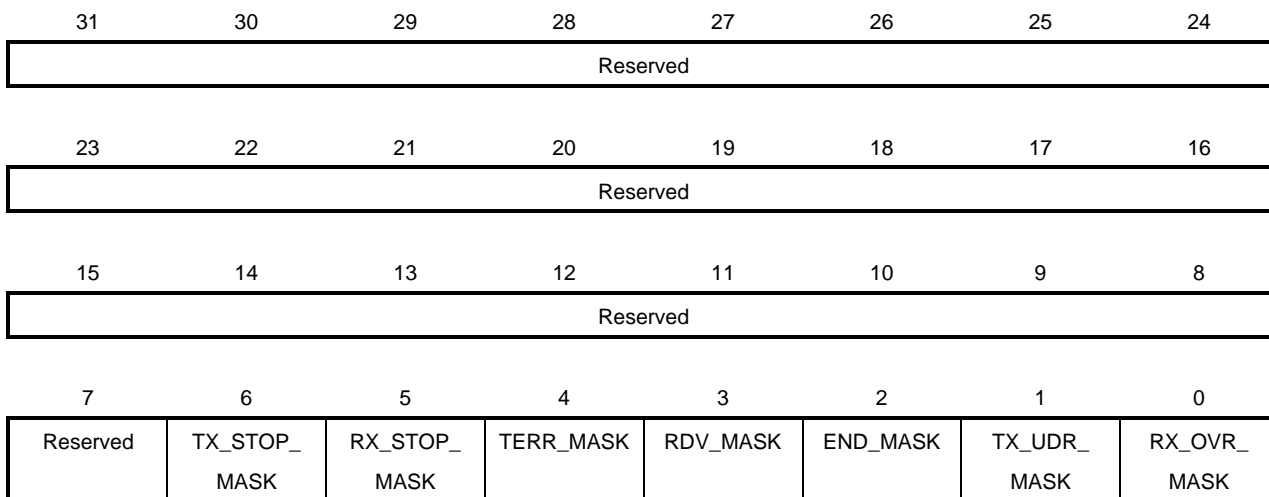 31 30 29 28 27 26 25 24
Reserved
23 22 21 20 19 18 17 16
Reserved
15 14 13 12 11 10 9 8
Reserved
7 6 5 4 3 2 1 0
Reserved TX_STOP_ RX_STOP_ TERR_MASK RDV_MASK END_MASK TX_UDR_ RX_OVR_
MASK MASK MASK MASK